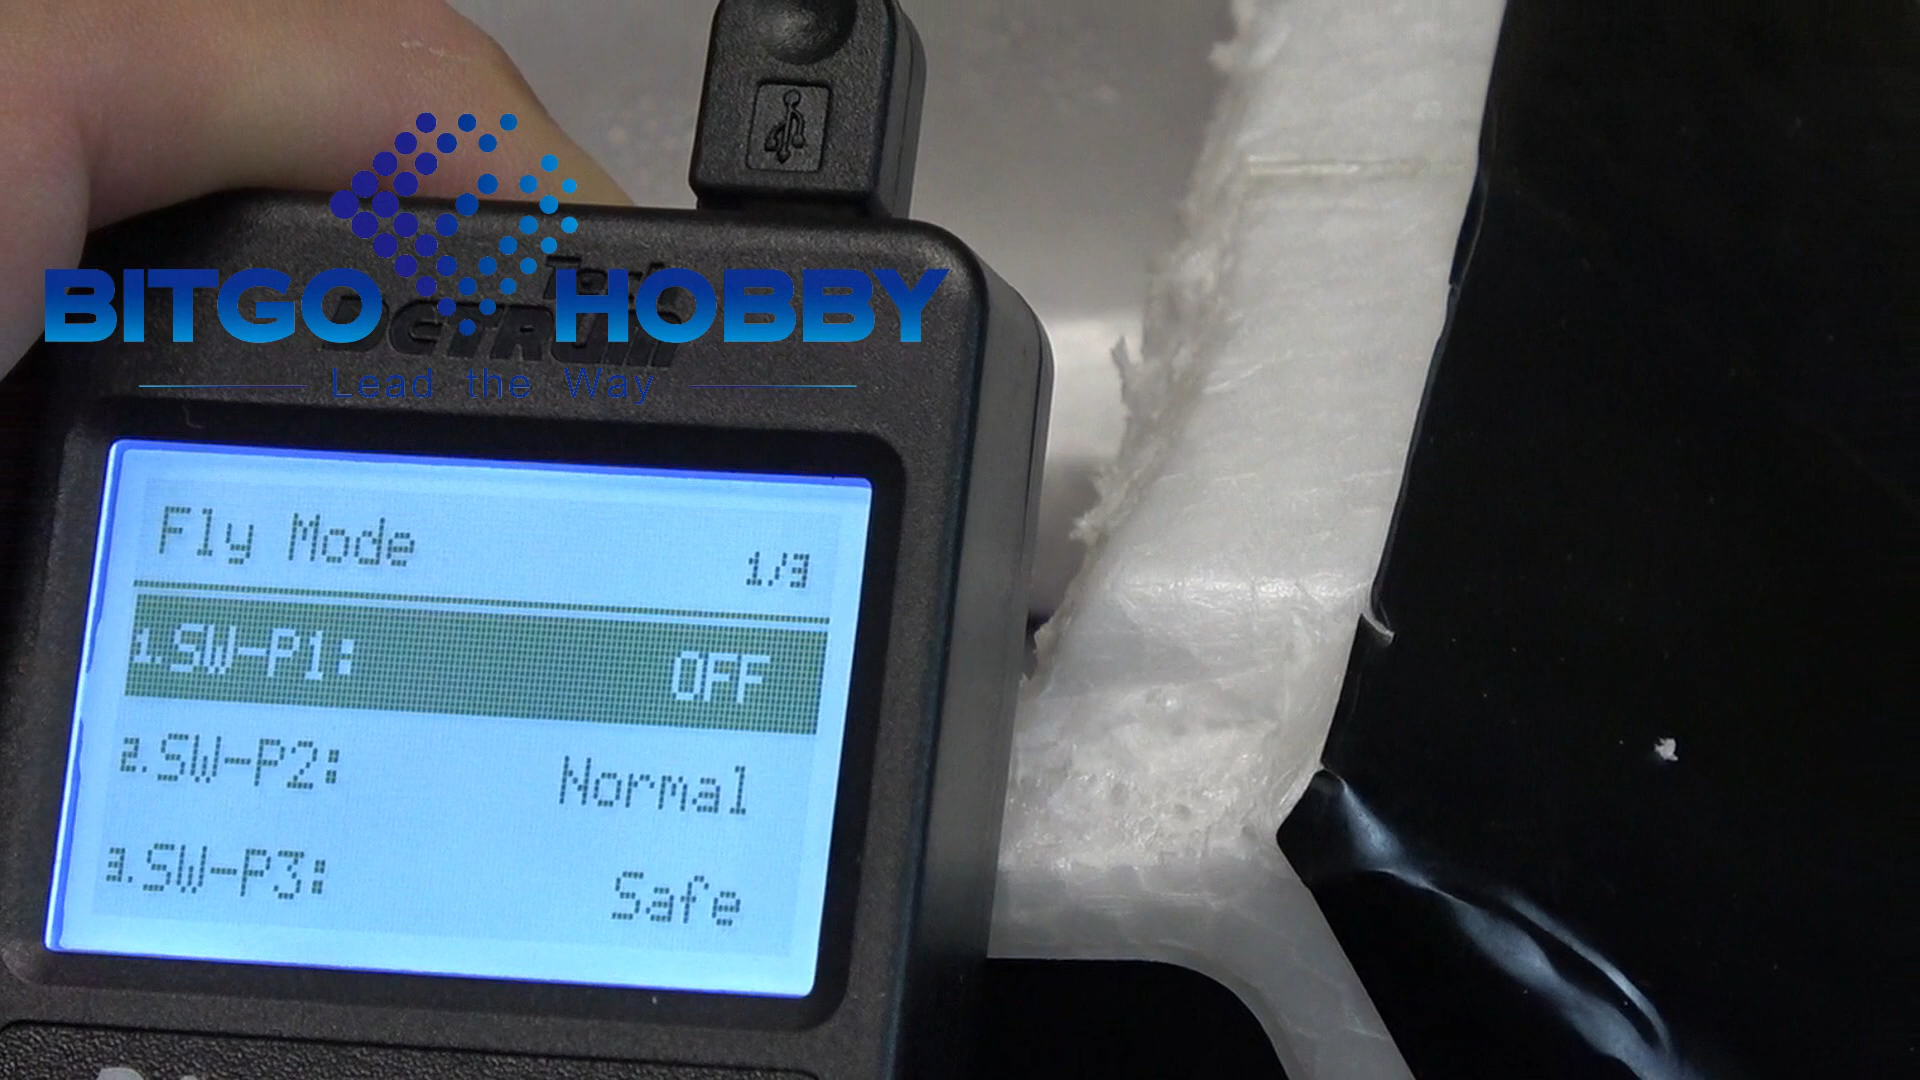 BITGO HOBBY
Lead the Way
Fly Mode 1/3
1.SW-P1: OFF
2.SW-P2: Normal
3.SW-P3: Safe